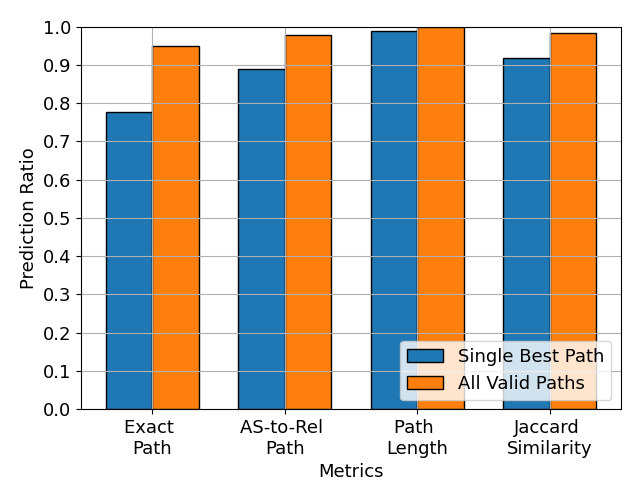 1.0
0.9
0.8
0.7
0.6
0.5
0.4
0.3
0.2
0.1
0.0
Prediction Ratio
Single Best Path
All Valid Paths
Exact
Path
AS-to-Rel
Path
Path
Length
Jaccard
Similarity
Metrics